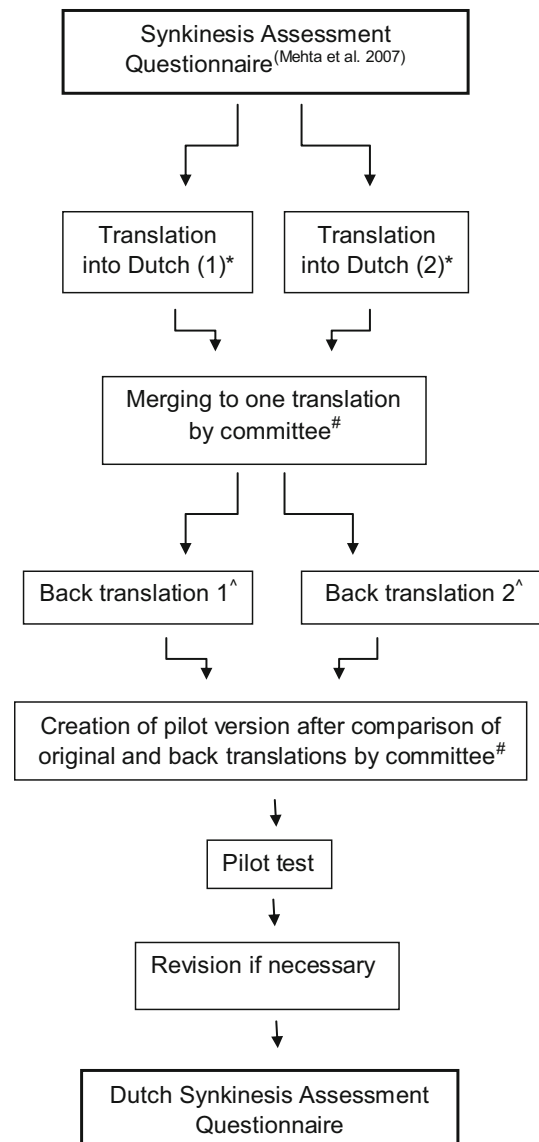 Synkinesis Assessment
Questionnaire(Mehta et al. 2007)
Translation
into Dutch (1)*
Translation
into Dutch (2)*
Merging to one translation
by committee#
Back translation 1^
Back translation 2^
Creation of pilot version after comparison of
original and back translations by committee#
Pilot test
Revision if necessary
Dutch Synkinesis Assessment
Questionnaire